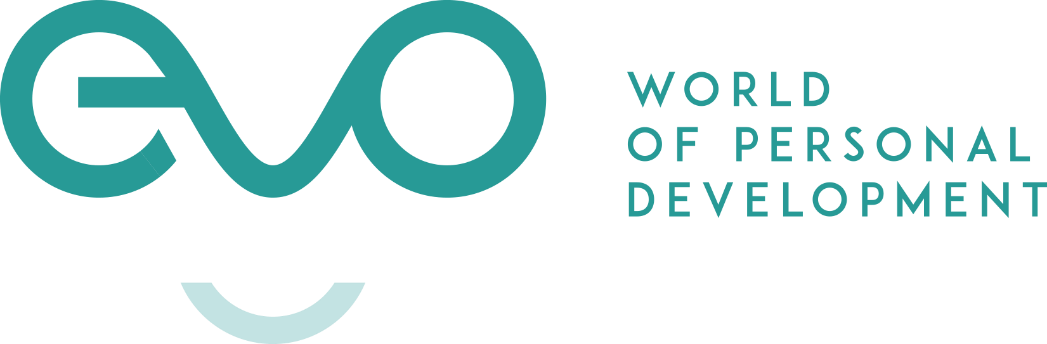 evo
WORLD
OF PERSONAL
DEVELOPMENT